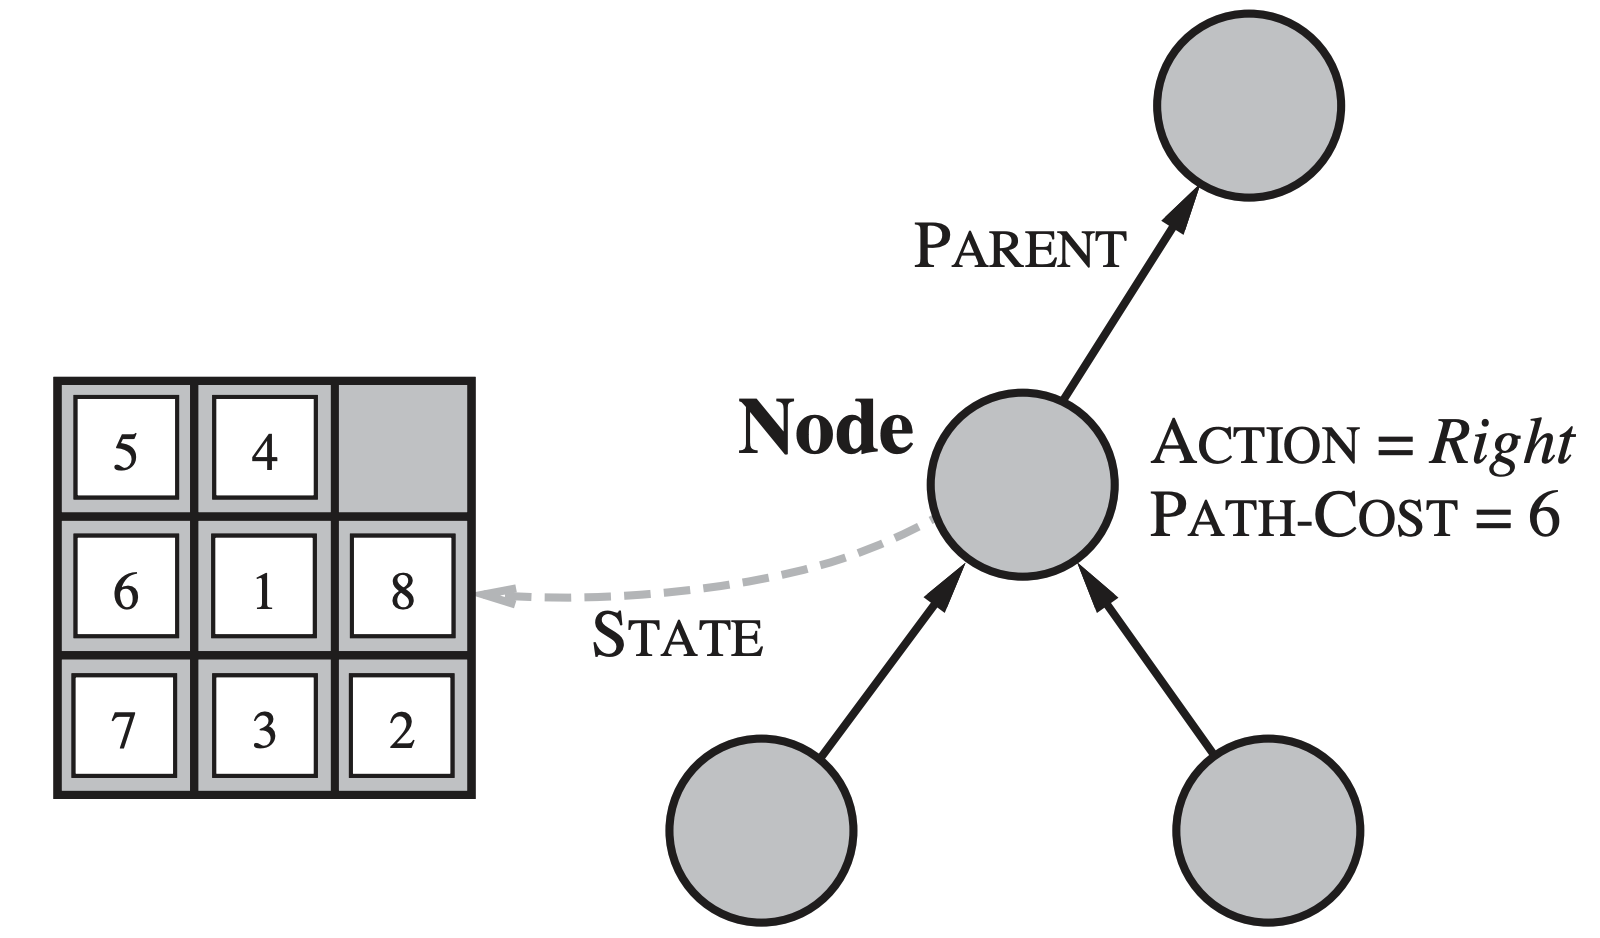 PARENT
Node
ACTION = Right
PATH-COST = 6
STATE
5 4
6 1 8
7 3 2